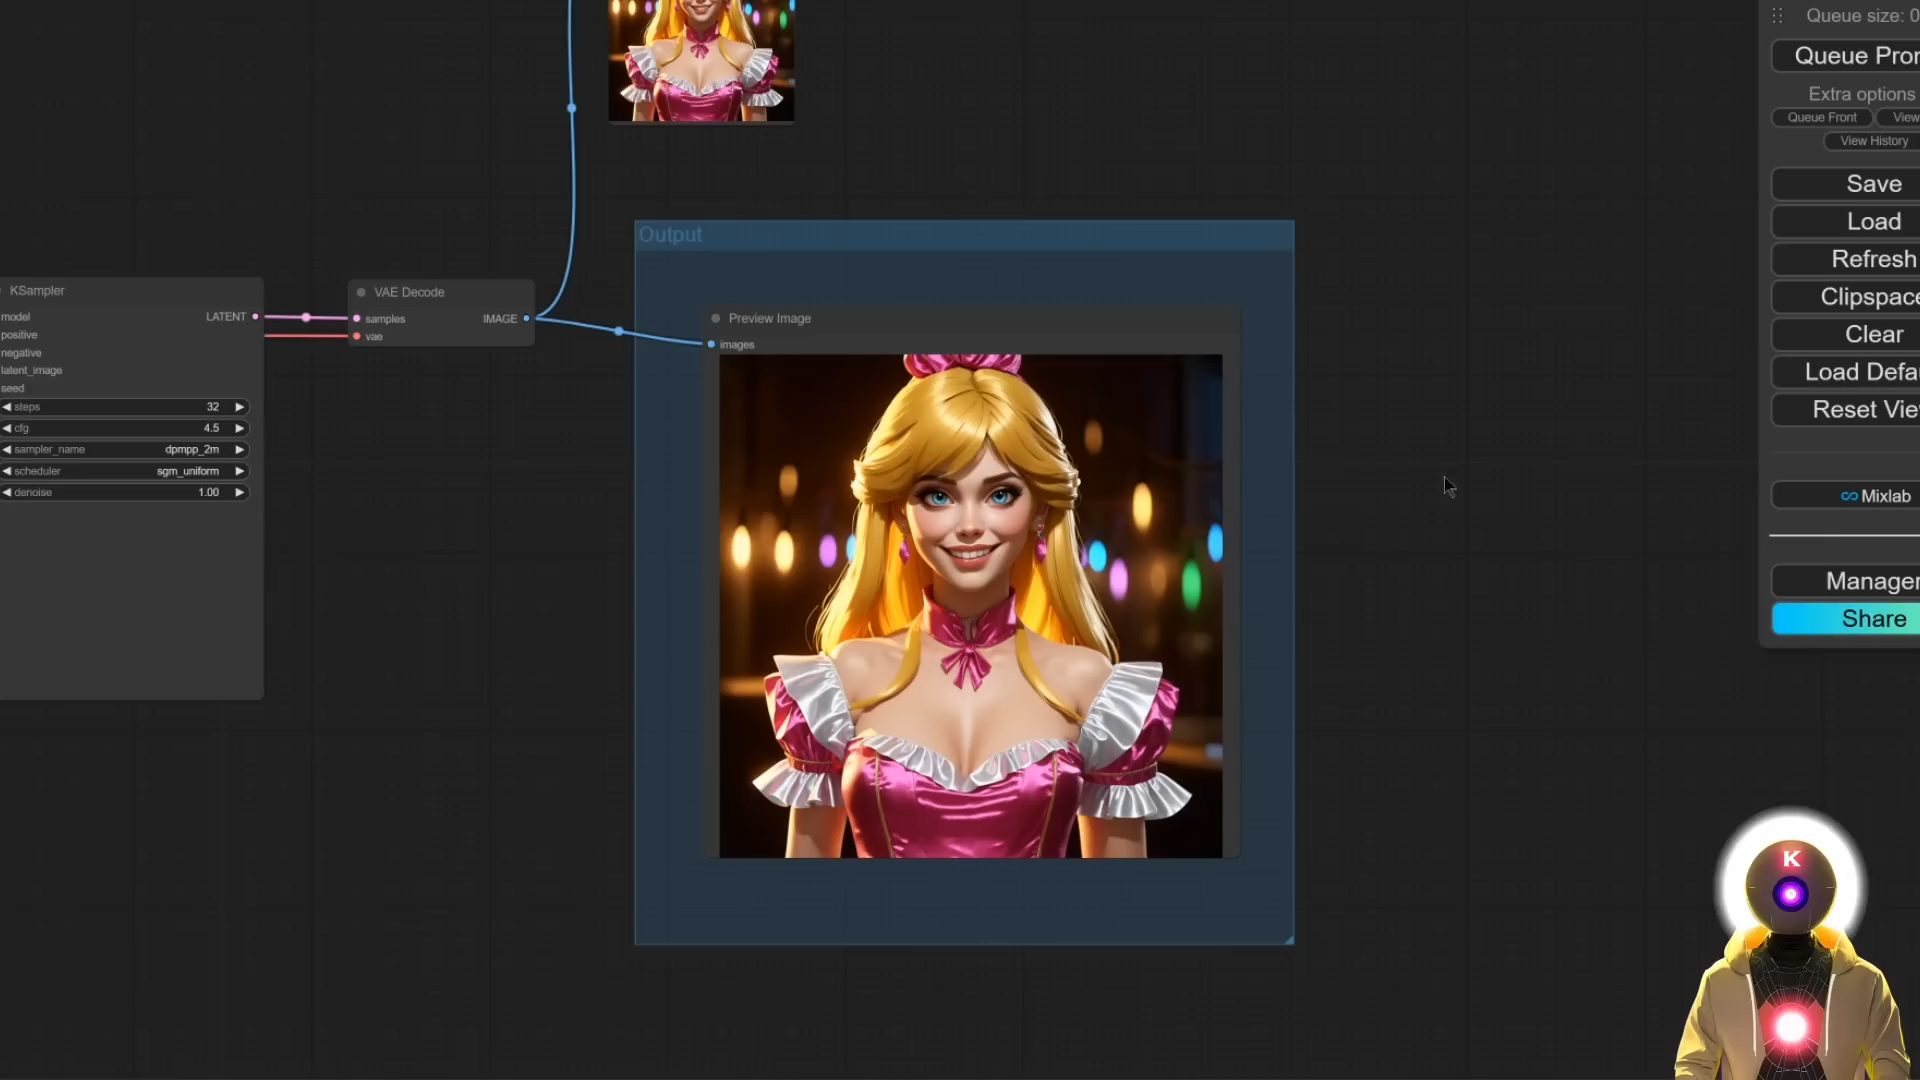 Queue size: 0
Queue Pror
Extra options
Queue Front
View
View History
Save
Load
Refresh
Clipspace
Clear
Load Defau
Reset View
Mixlab
Manager
Share
Output
KSampler
model
LATENT
positive
negative
latent_image
seed
steps 32
cfg 4.5
sampler_name dpmpp_2m
scheduler sgm_uniform
denoise 1.00
VAE Decode
samples
IMAGE
vae
Preview Image
images
K